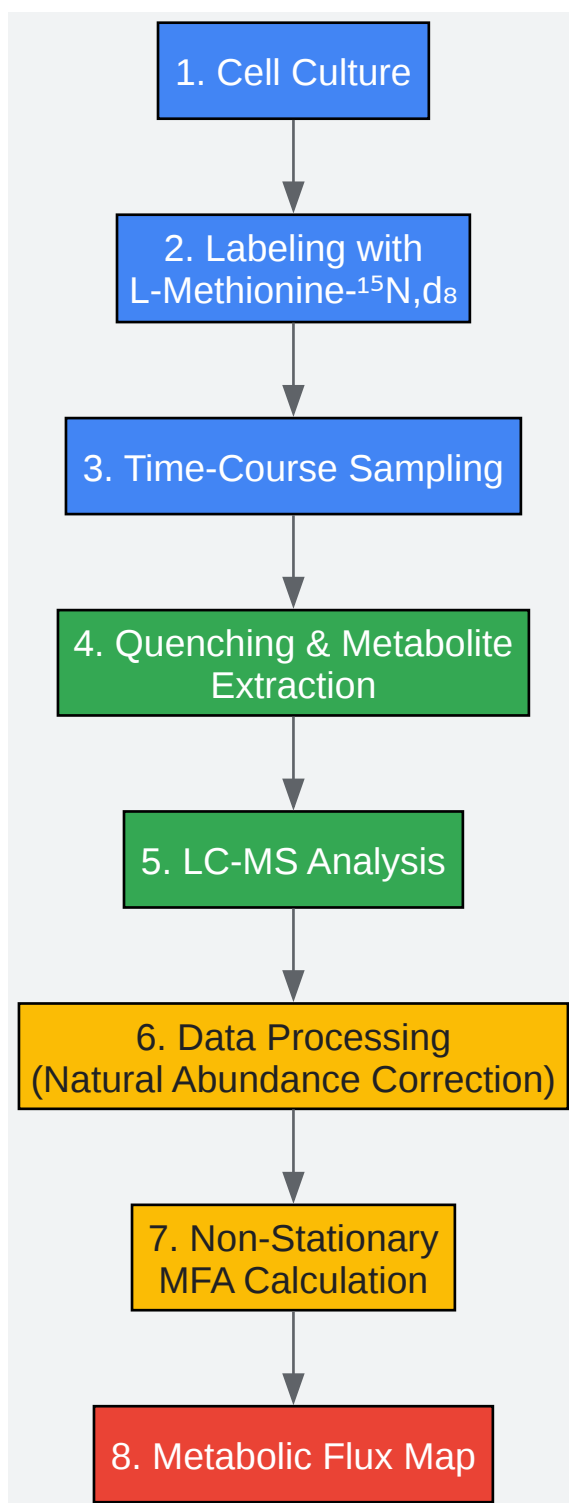 1. Cell Culture
2. Labeling with
L-Methionine-¹⁵N,d₈
3. Time-Course Sampling
4. Quenching & Metabolite
Extraction
5. LC-MS Analysis
6. Data Processing
(Natural Abundance Correction)
7. Non-Stationary
MFA Calculation
8. Metabolic Flux Map